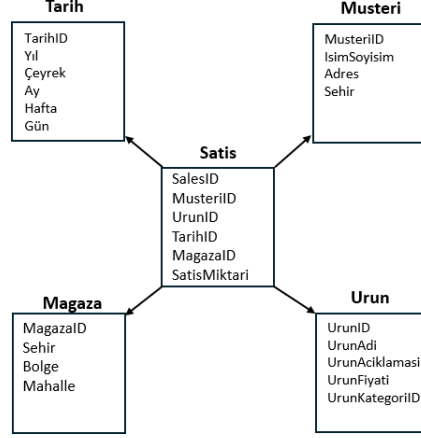 Tarih
TarihID
Yıl
Çeyrek
Ay
Hafta
Gün
Musteri
MusteriID
IsimSoyisim
Adres
Sehir
Satis
SalesID
MusteriID
UrunID
TarihID
MagazaID
SatisMiktari
Magaza
MagazaID
Sehir
Bolge
Mahalle
Urun
UrunID
UrunAdi
UrunAciklamasi
UrunFiyati
UrunKategoriID